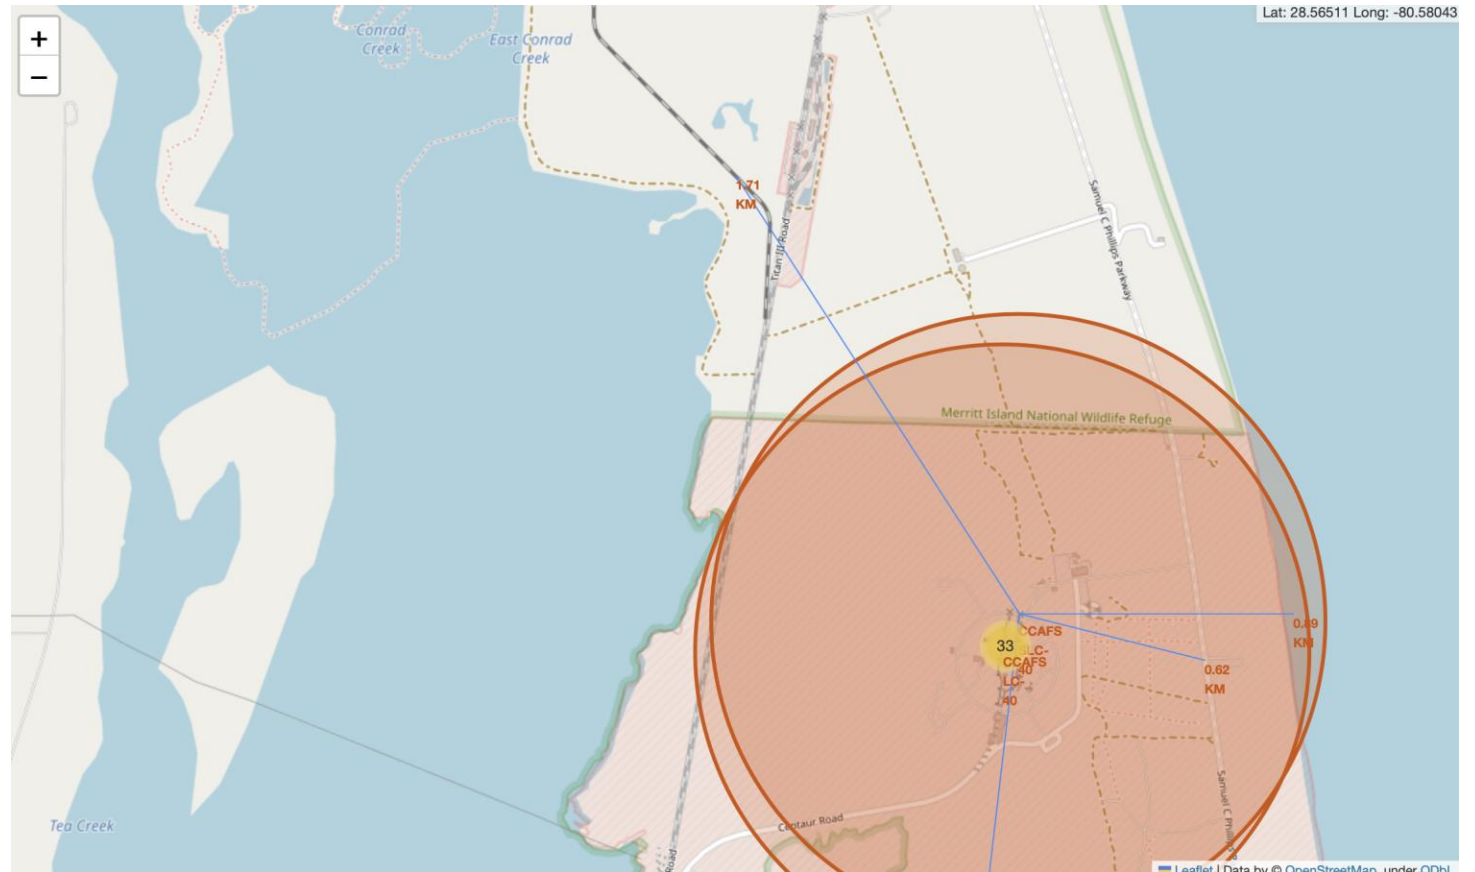 +
−
Lat: 28.56511 Long: -80.58043
Conrad
Creek
East Conrad
Creek
1.71
KM
Titan III Road
Samuel C Phillips Parkway
Merritt Island National Wildlife Refuge
CCAFS
SLC-
40
33
CCAFS
LC-
40
0.89
KM
0.62
KM
Samuel C Phillips P
Centaur Road
Road
Tea Creek
Leaflet | Data by © OpenStreetMap, under ODbL